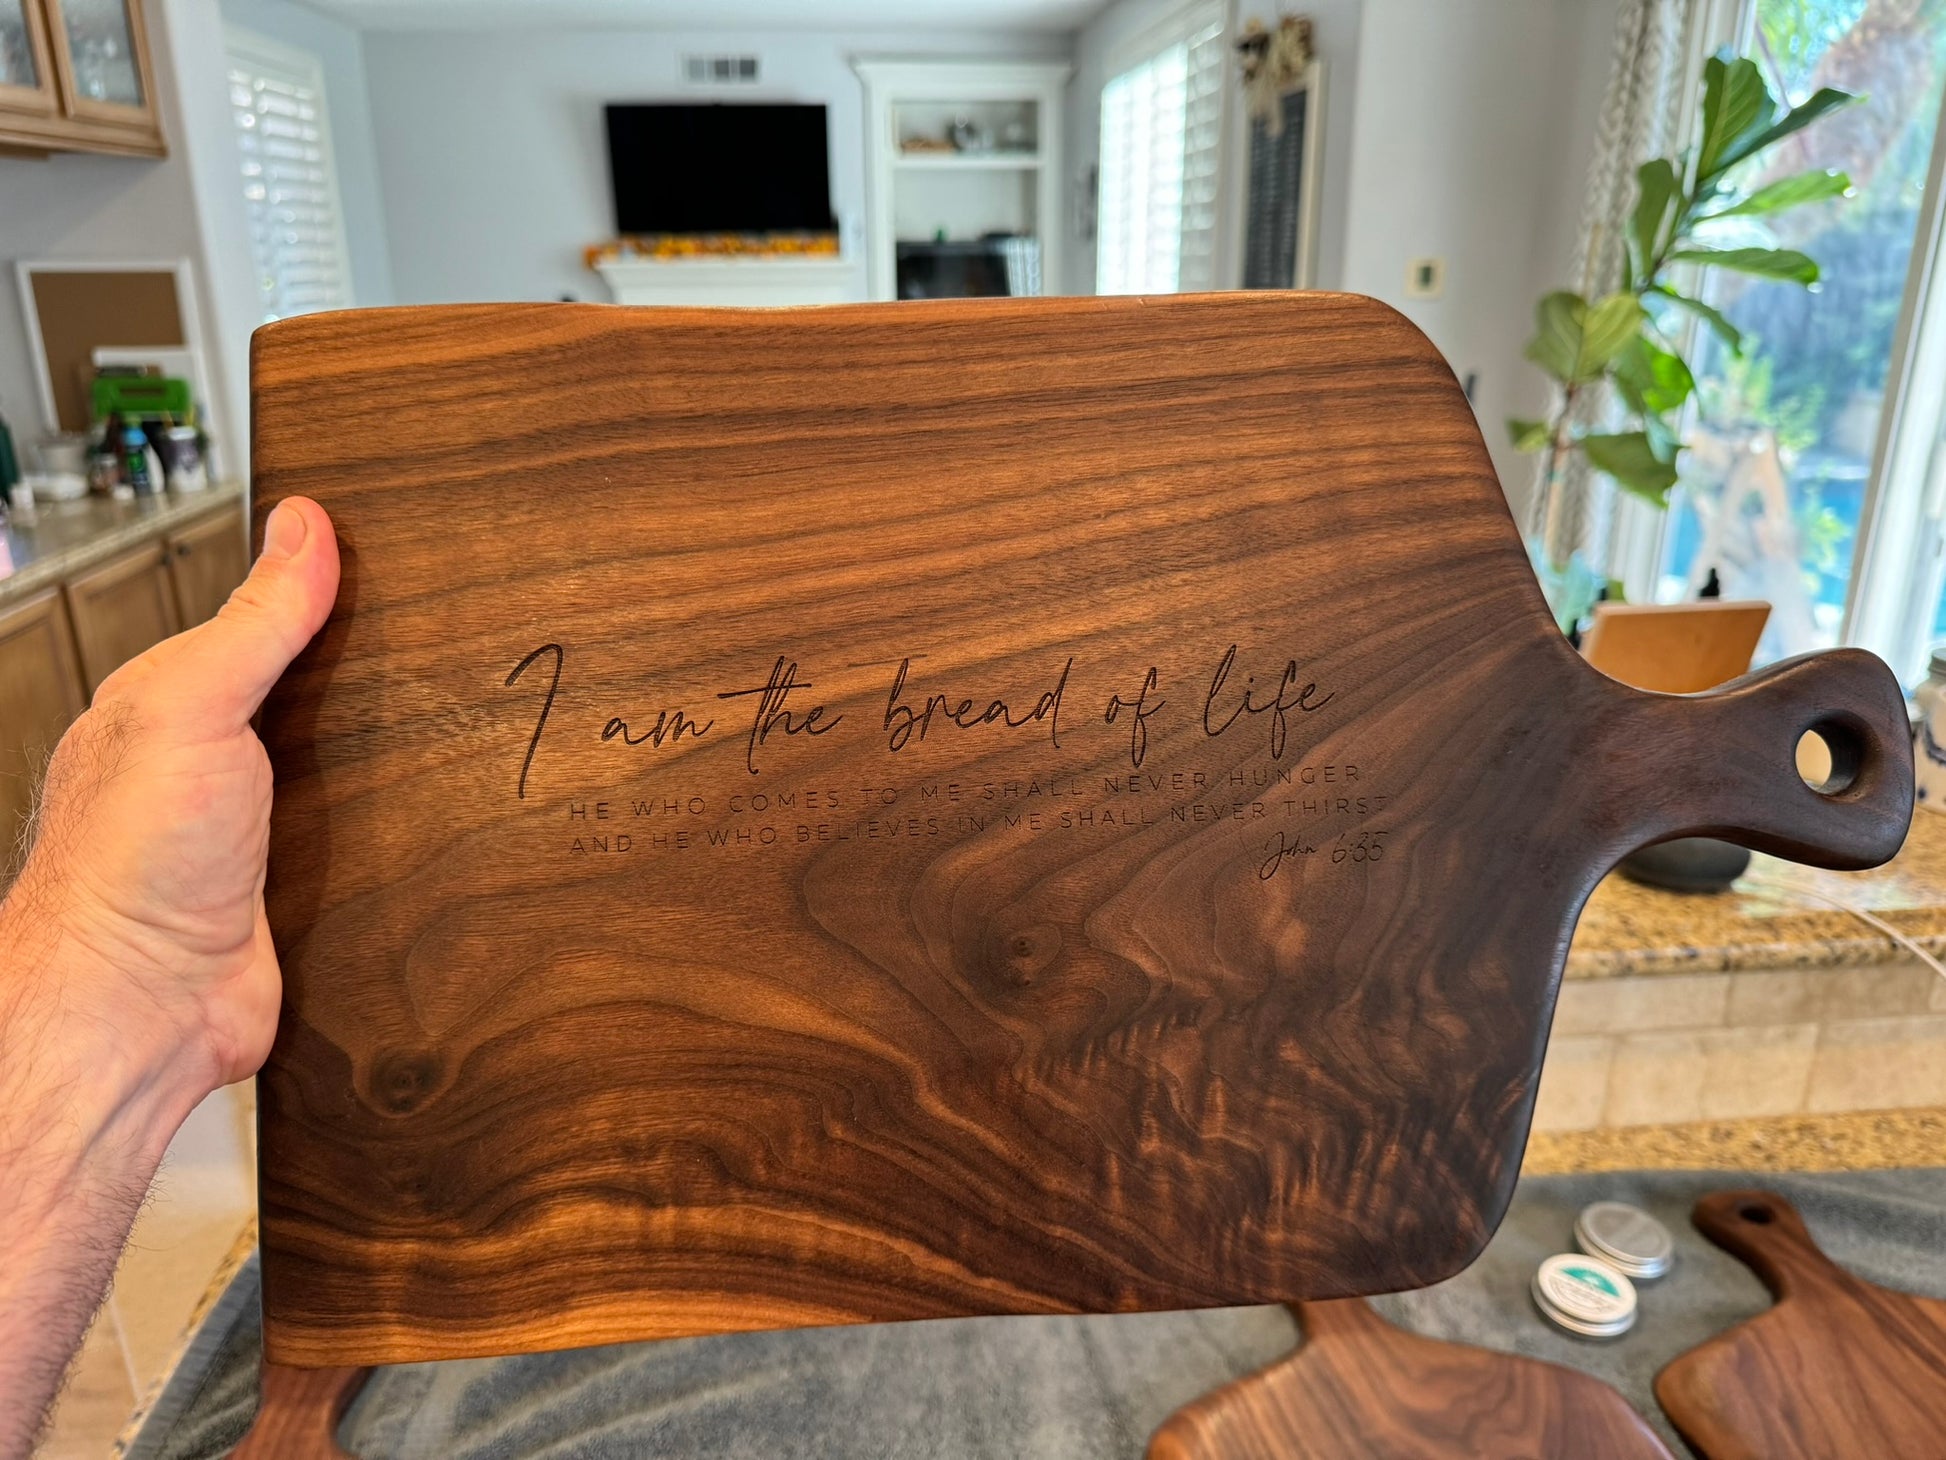 I am the bread of life
HE WHO COMES TO ME SHALL NEVER HUNGER
AND HE WHO BELIEVES IN ME SHALL NEVER THIRST
John 6:35